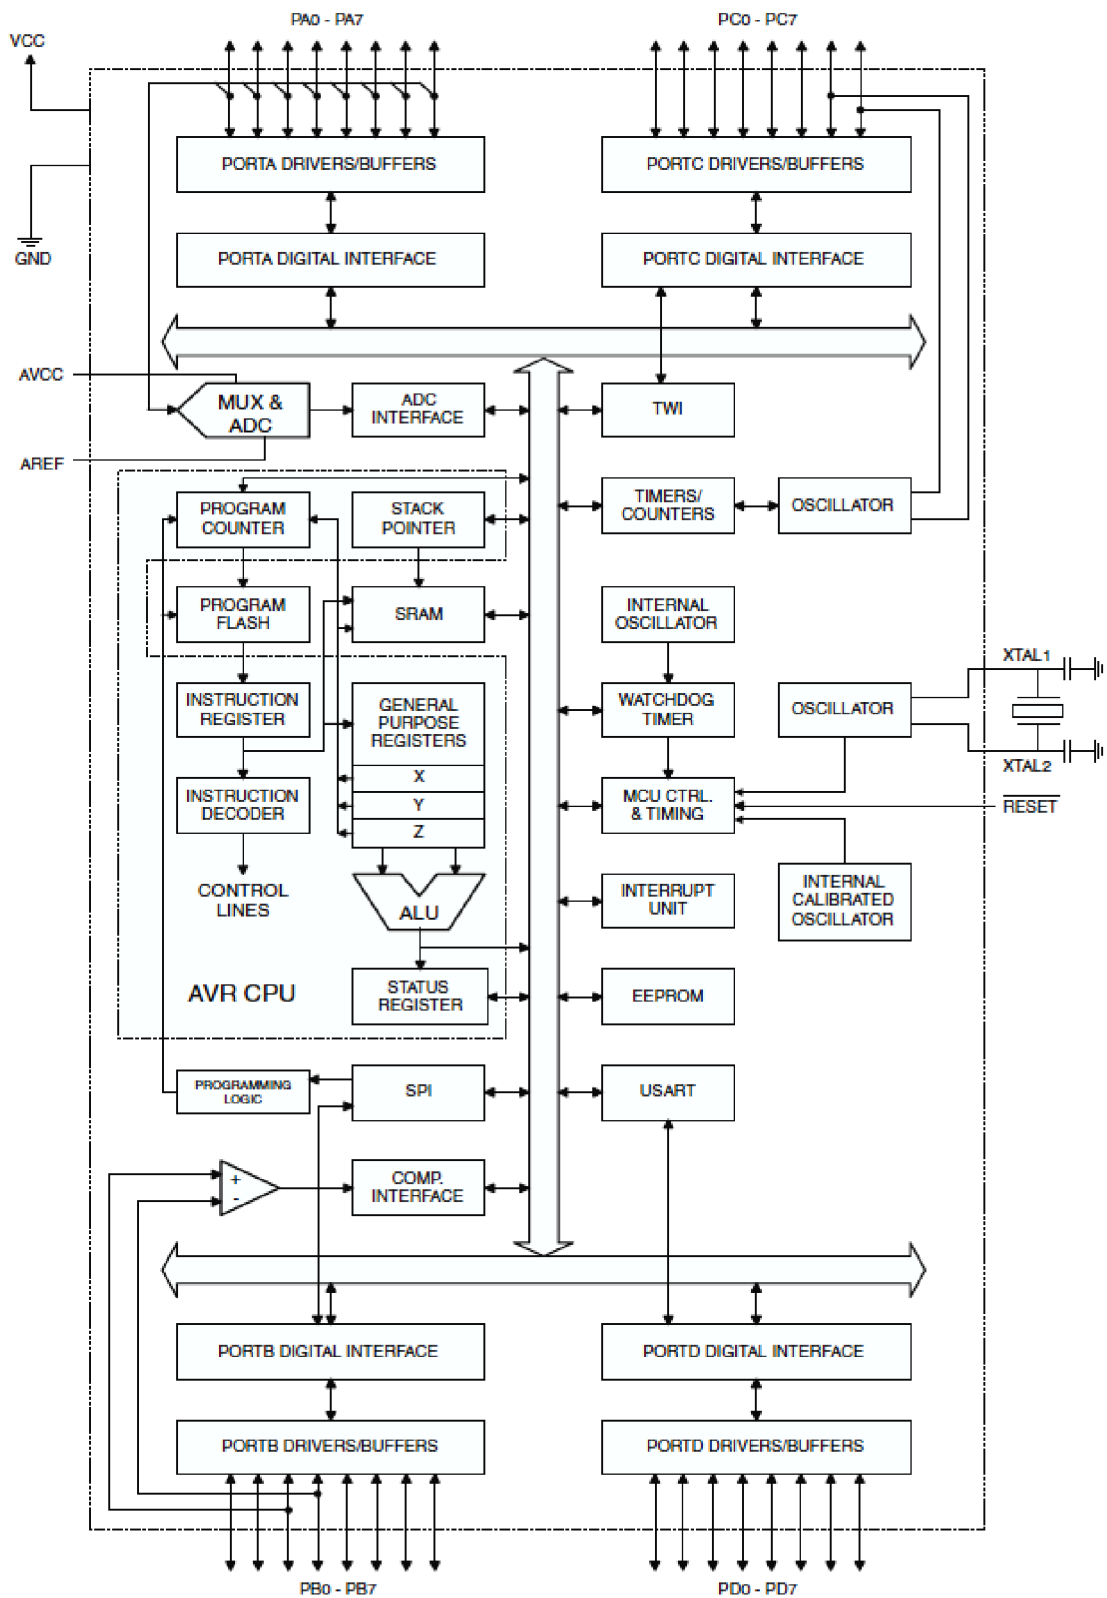 PA0 - PA7
PC0 - PC7
VCC
PORTA DRIVERS/BUFFERS
PORTC DRIVERS/BUFFERS
GND
PORTA DIGITAL INTERFACE
PORTC DIGITAL INTERFACE
AVCC
MUX &
ADC
ADC
INTERFACE
TWI
AREF
PROGRAM
COUNTER
STACK
POINTER
TIMERS/
COUNTERS
OSCILLATOR
PROGRAM
FLASH
SRAM
INTERNAL
OSCILLATOR
XTAL1
INSTRUCTION
REGISTER
GENERAL
PURPOSE
REGISTERS
WATCHDOG
TIMER
OSCILLATOR
XTAL2
X
INSTRUCTION
DECODER
Y
Z
MCU CTRL.
& TIMING
RESET
CONTROL
LINES
ALU
INTERRUPT
UNIT
INTERNAL
CALIBRATED
OSCILLATOR
AVR CPU
STATUS
REGISTER
EEPROM
PROGRAMMING
LOGIC
SPI
USART
+
-
COMP.
INTERFACE
PORTB DIGITAL INTERFACE
PORTD DIGITAL INTERFACE
PORTB DRIVERS/BUFFERS
PORTD DRIVERS/BUFFERS
PB0 - PB7
PD0 - PD7